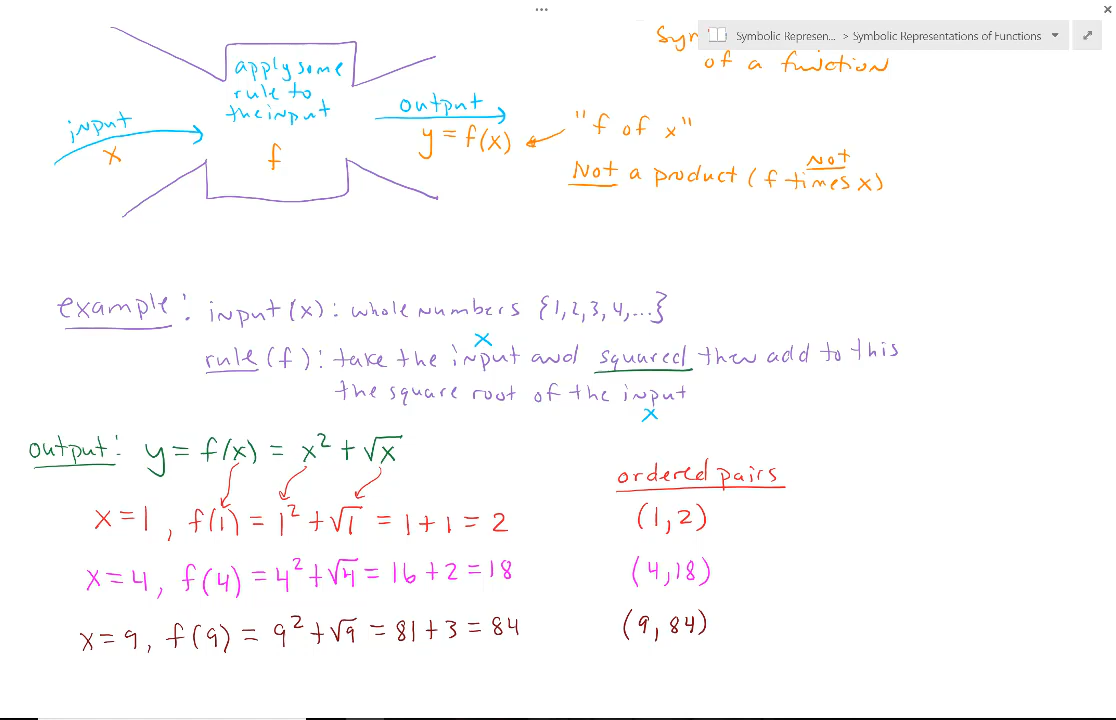 Symbolic Represen... > Symbolic Representations of Functions
of a function
apply some
rule to
the input
input
x
f
output
y = f(x)
"f of x"
Not
Not a product (f times x)
example: input (x): whole numbers {1,2,3,4,...}
x
rule (f): take the input and squared then add to this
the square root of the input
x
output: y = f(x) = x² + √x
ordered pairs
x = 1, f(1) = 1² + √1 = 1 + 1 = 2
(1, 2)
x = 4, f(4) = 4² + √4 = 16 + 2 = 18
(4, 18)
x = 9, f(9) = 9² + √9 = 81 + 3 = 84
(9, 84)